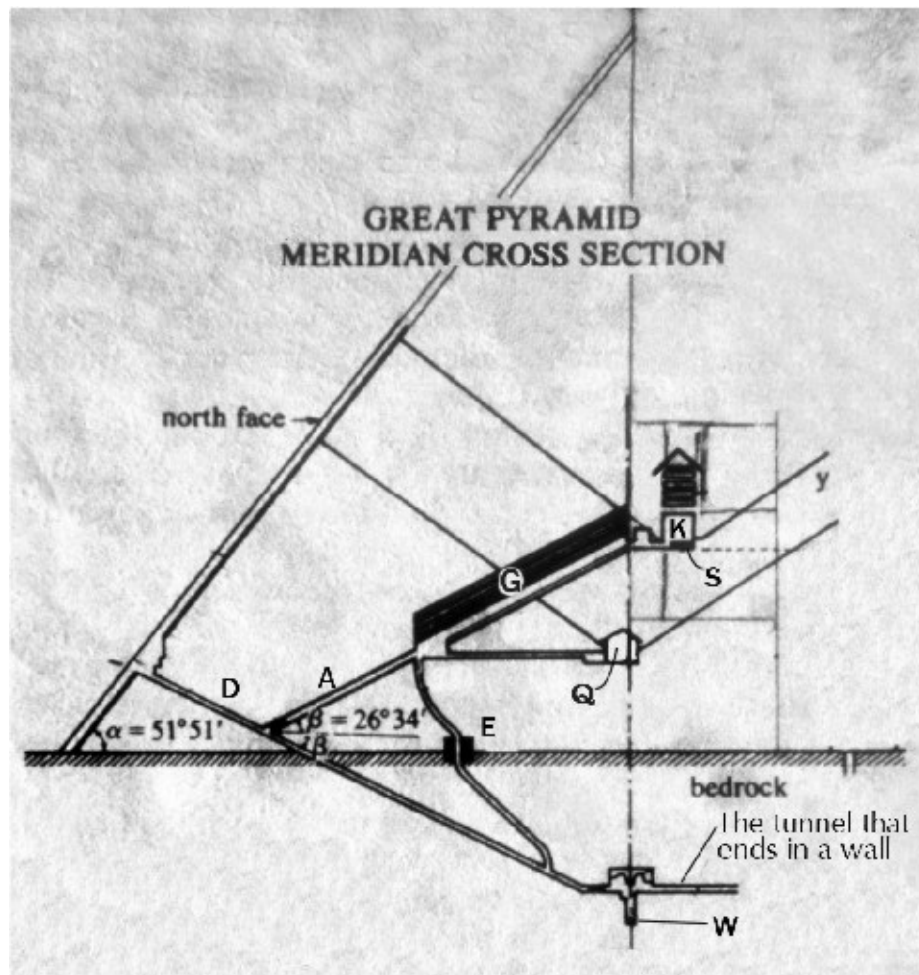 GREAT PYRAMID
MERIDIAN CROSS SECTION
north face
y
K
S
G
Q
D
A
β = 26°34'
E
α = 51°51'
β
bedrock
The tunnel that
ends in a wall
W